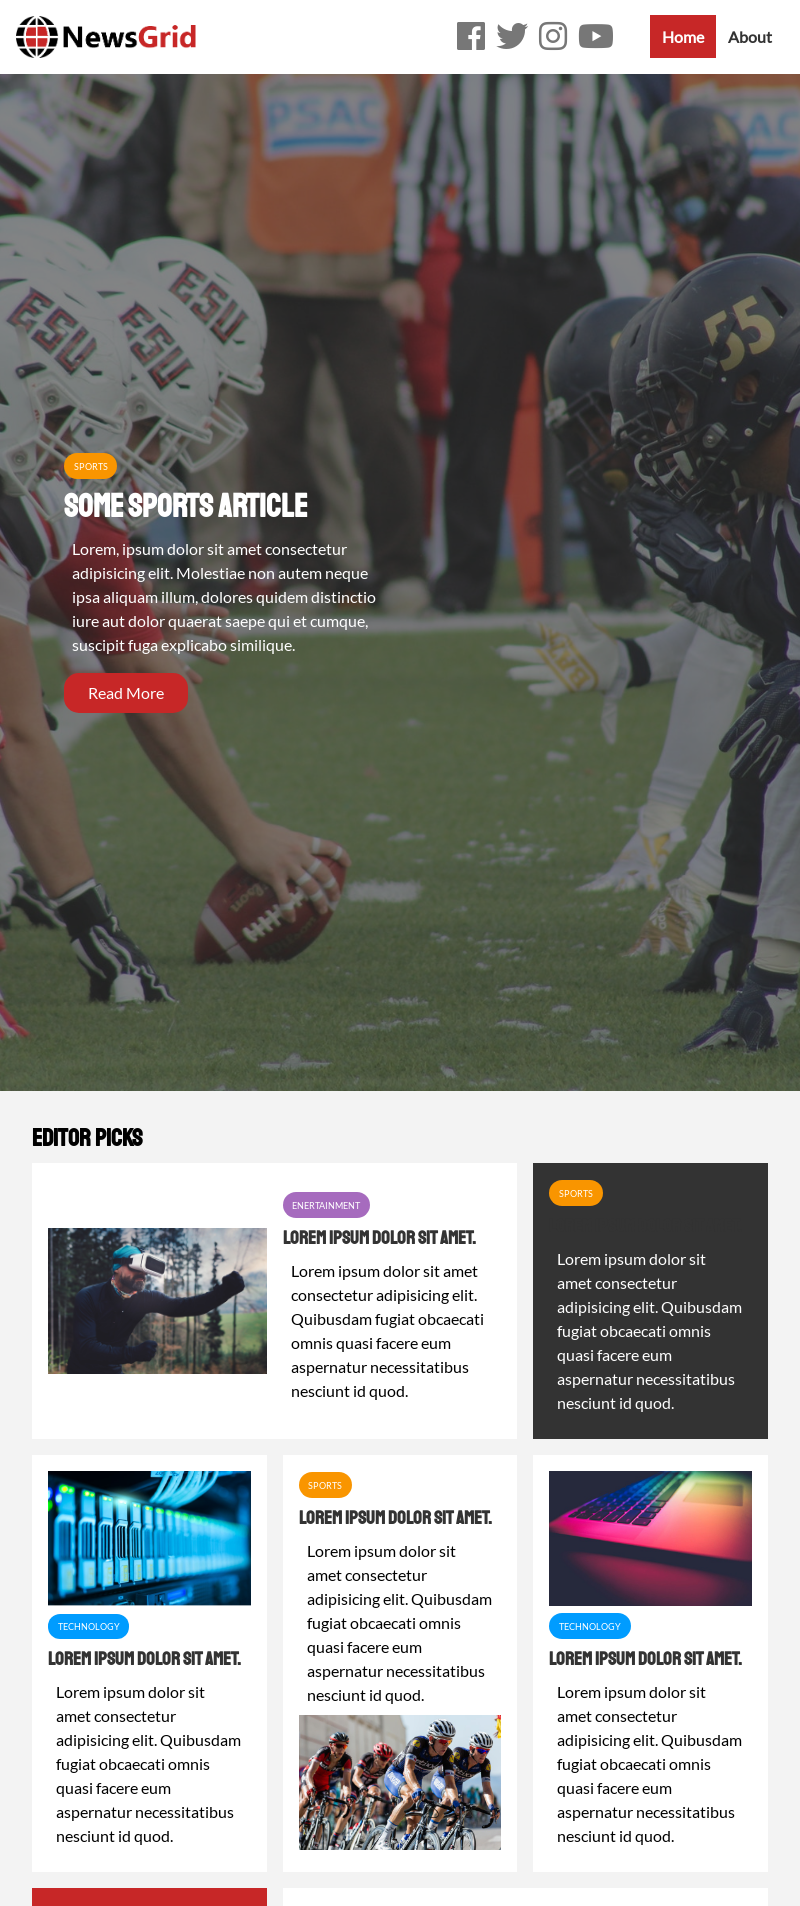 NewsGrid
Home
About
PSAC
PSAC
ESU
ESU
ESU
55
SPORTS
SOME SPORTS ARTICLE
Lorem, ipsum dolor sit amet consectetur
adipisicing elit. Molestiae non autem neque
ipsa aliquam illum, dolores quidem distinctio
iure aut dolor quaerat saepe qui et cumque,
suscipit fuga explicabo similique.
Read More
EDITOR PICKS
ENERTAINMENT
LOREM IPSUM DOLOR SIT AMET.
Lorem ipsum dolor sit amet
consectetur adipisicing elit.
Quibusdam fugiat obcaecati
omnis quasi facere eum
aspernatur necessitatibus
nesciunt id quod.
SPORTS
Lorem ipsum dolor sit
amet consectetur
adipisicing elit. Quibusdam
fugiat obcaecati omnis
quasi facere eum
aspernatur necessitatibus
nesciunt id quod.
TECHNOLOGY
LOREM IPSUM DOLOR SIT AMET.
Lorem ipsum dolor sit
amet consectetur
adipisicing elit. Quibusdam
fugiat obcaecati omnis
quasi facere eum
aspernatur necessitatibus
nesciunt id quod.
SPORTS
LOREM IPSUM DOLOR SIT AMET.
Lorem ipsum dolor sit
amet consectetur
adipisicing elit. Quibusdam
fugiat obcaecati omnis
quasi facere eum
aspernatur necessitatibus
nesciunt id quod.
TECHNOLOGY
LOREM IPSUM DOLOR SIT AMET.
Lorem ipsum dolor sit
amet consectetur
adipisicing elit. Quibusdam
fugiat obcaecati omnis
quasi facere eum
aspernatur necessitatibus
nesciunt id quod.